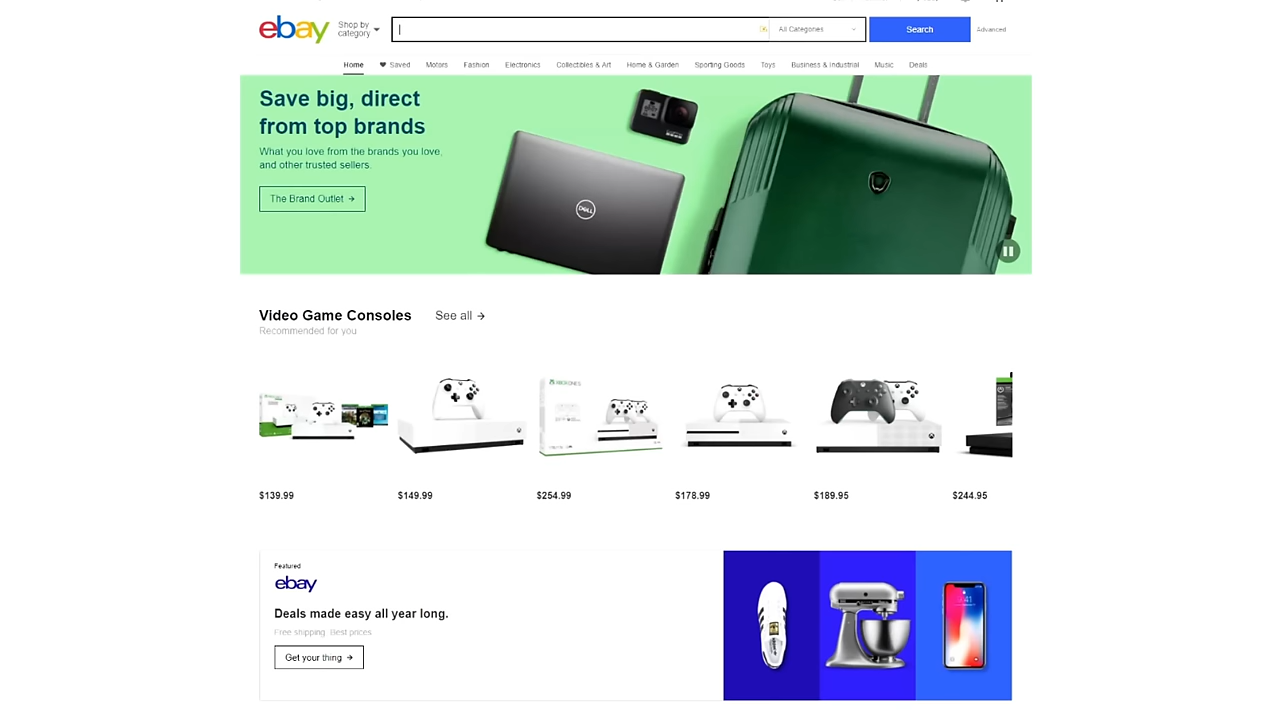 ebay
Shop by
category
All Categories
Search
Advanced
Home
Saved
Motors
Fashion
Electronics
Collectibles & Art
Home & Garden
Sporting Goods
Toys
Business & Industrial
Music
Deals
Save big, direct
from top brands
What you love from the brands you love,
and other trusted sellers.
The Brand Outlet →
DELL
Video Game Consoles
See all →
Recommended for you
XBOX ONE S
$139.99
$149.99
$254.99
$178.99
$189.95
$244.95
Featured
ebay
Deals made easy all year long.
Free shipping. Best prices.
Get your thing →